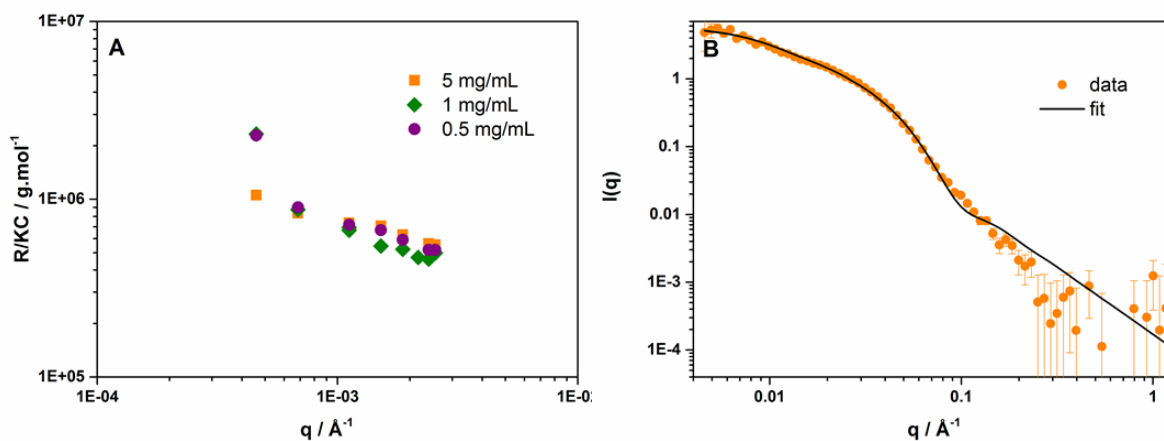 A
5 mg/mL
1 mg/mL
0.5 mg/mL
R/KC / g.mol⁻¹
1E+07
1E+06
1E+05
1E-04
1E-03
1E-02
q / Å⁻¹
B
data
fit
I(q)
1
0.1
0.01
1E-3
1E-4
0.01
0.1
1
q / Å⁻¹